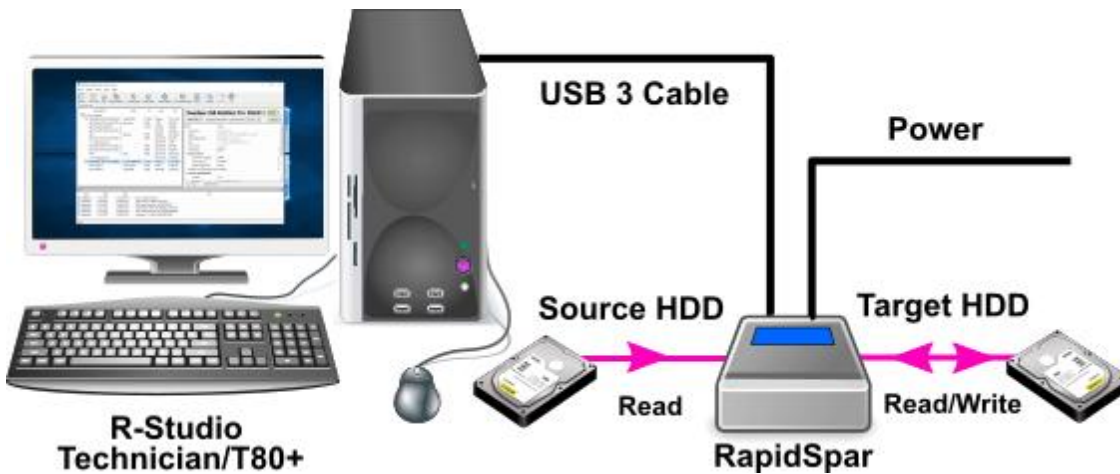 USB 3 Cable
Power
Source HDD
Target HDD
Read
Read/Write
R-Studio
Technician/T80+
RapidSpar